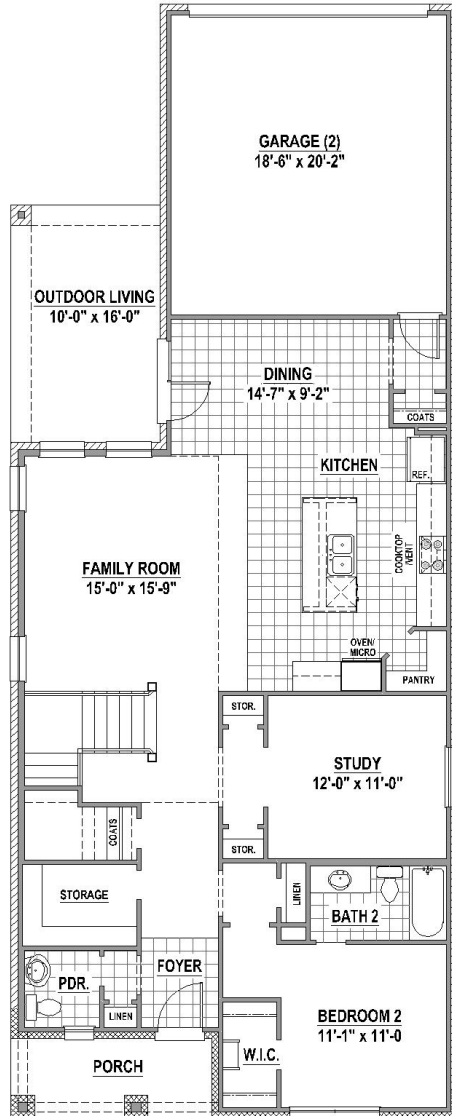 GARAGE (2)
18'-6" x 20'-2"
OUTDOOR LIVING
10'-0" x 16'-0"
DINING
14'-7" x 9'-2"
COATS
KITCHEN
REF.
COOKTOP
/VENT
FAMILY ROOM
15'-0" x 15'-9"
OVEN/
MICRO
PANTRY
STOR.
STUDY
12'-0" x 11'-0"
COATS
STOR.
STORAGE
LINEN
BATH 2
FOYER
PDR.
LINEN
BEDROOM 2
11'-1" x 11'-0
W.I.C.
PORCH